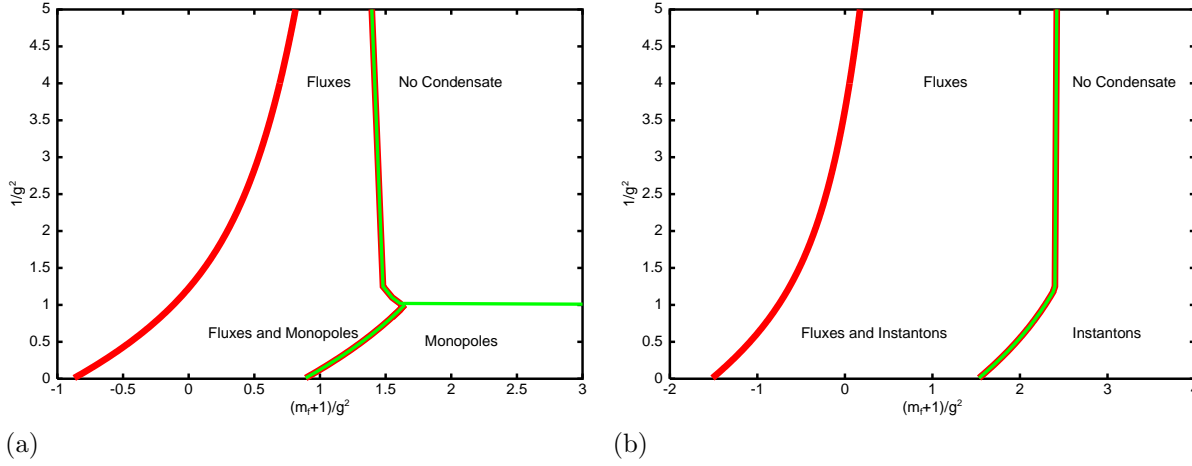 5
4.5
4
3.5
3
2.5
2
1.5
1
0.5
0
1/g²
Fluxes
No Condensate
Fluxes and Monopoles
Monopoles
-1
-0.5
0
0.5
1
1.5
2
2.5
3
(m_f+1)/g²
(a)
5
4.5
4
3.5
3
2.5
2
1.5
1
0.5
0
1/g²
Fluxes
No Condensate
Fluxes and Instantons
Instantons
-2
-1
0
1
2
3
4
(m_f+1)/g²
(b)